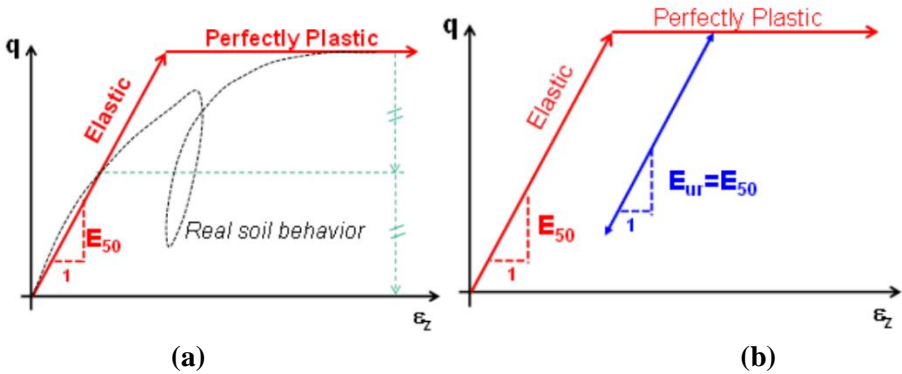 q
Perfectly Plastic
Elastic
E50
1
Real soil behavior
εz
(a)
q
Perfectly Plastic
Elastic
E50
1
Eur=E50
1
εz
(b)